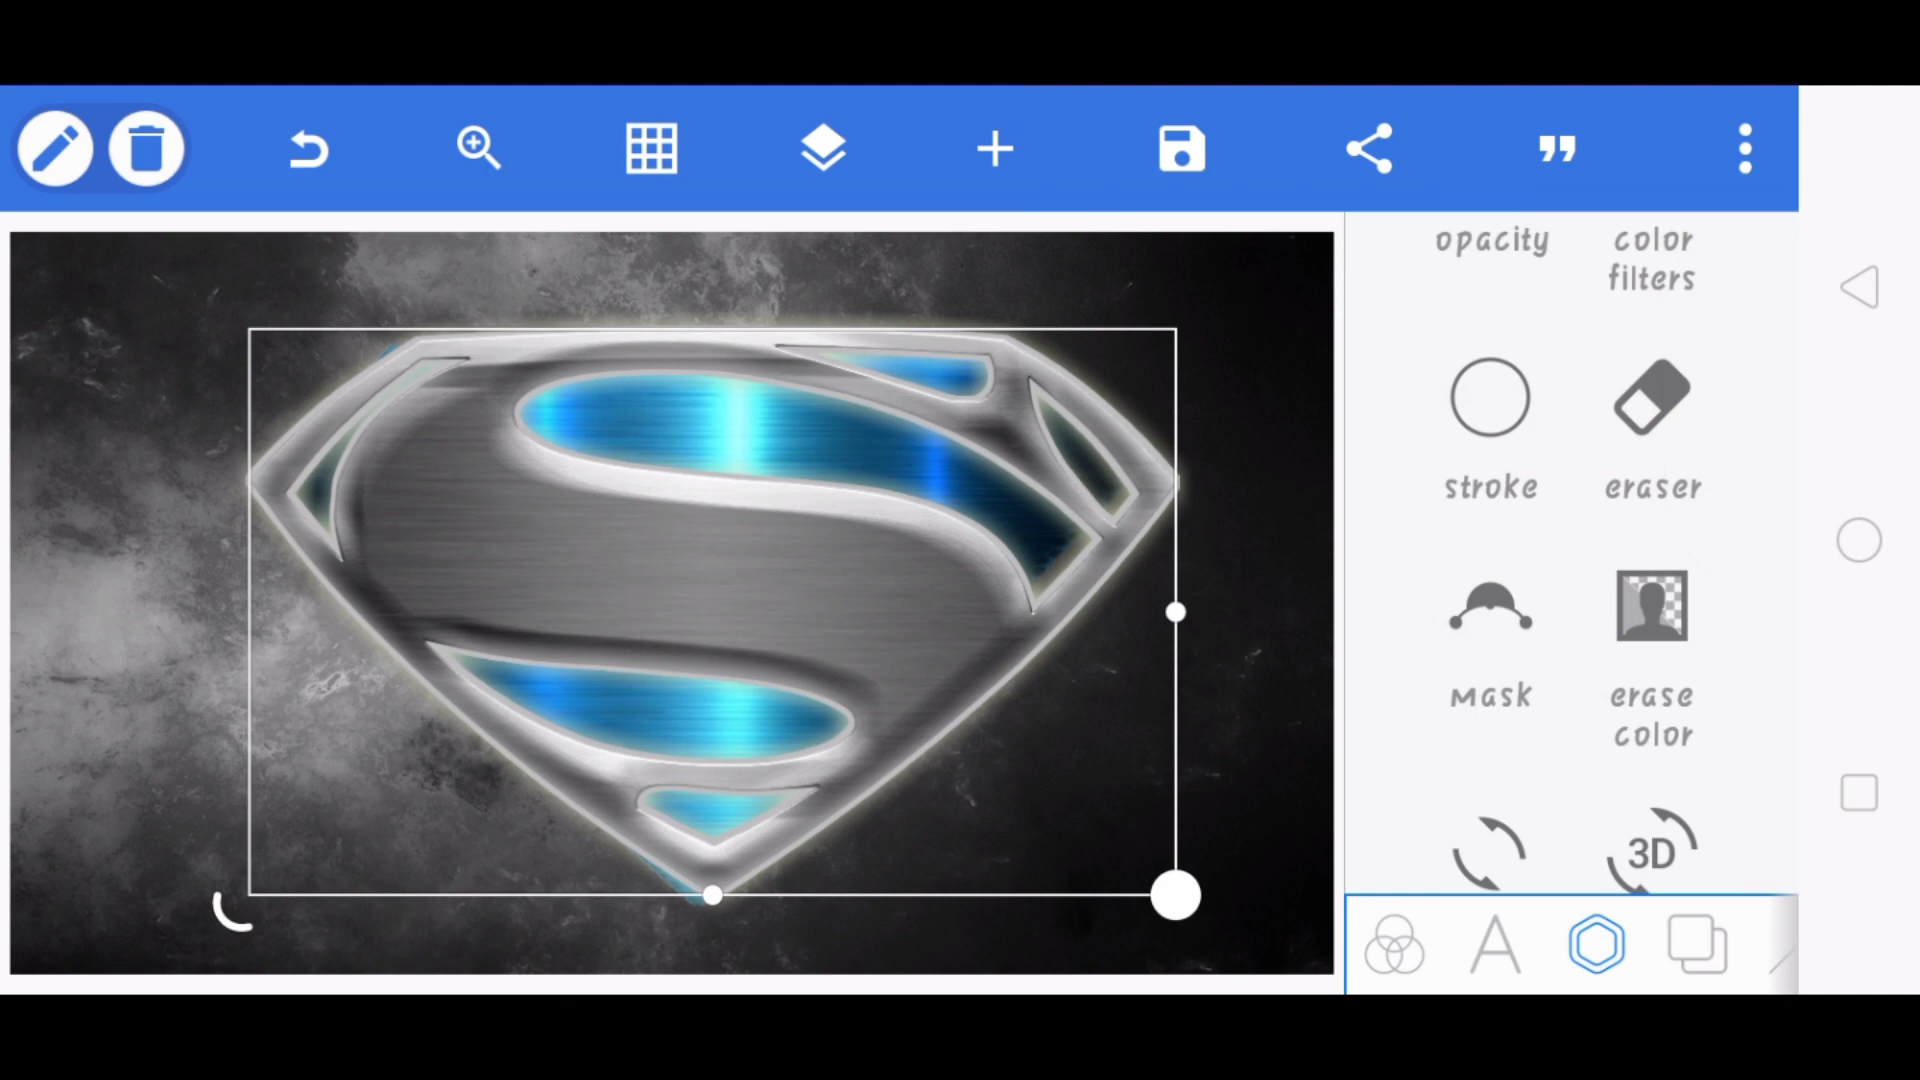 opacity
color
filters
stroke
eraser
mask
erase
color
3D